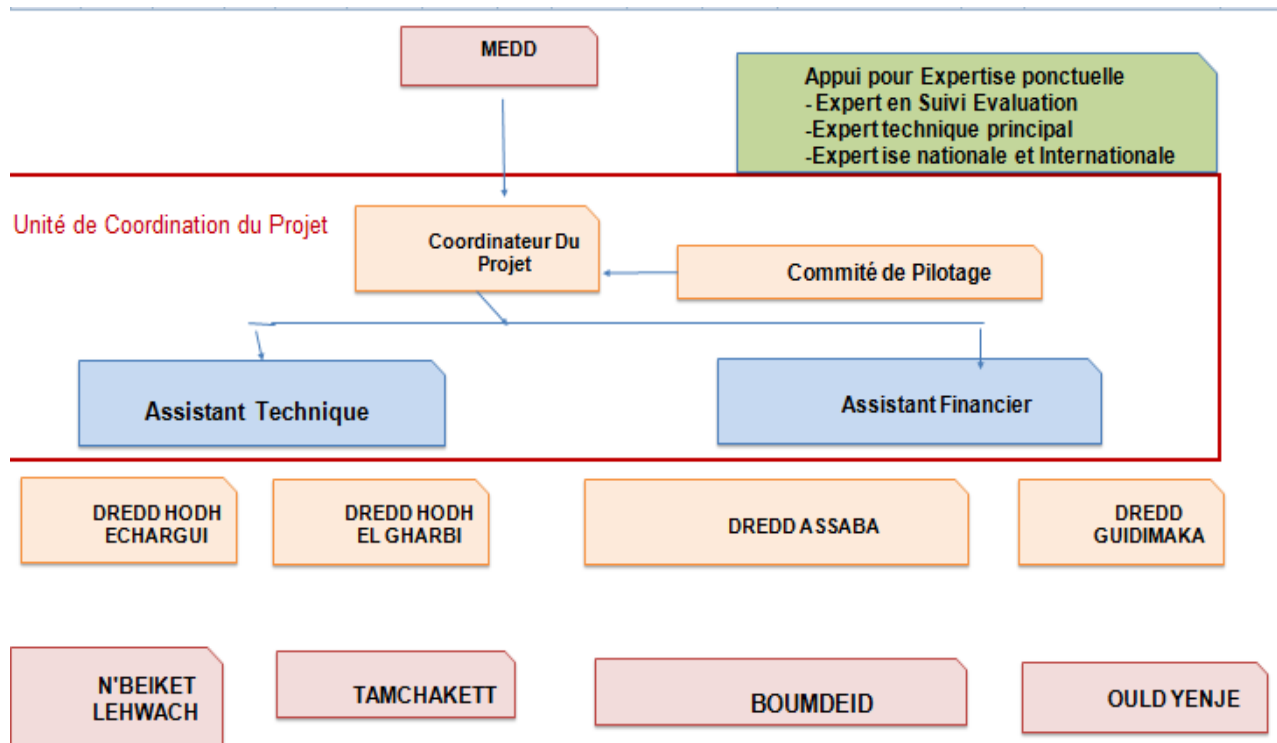 MEDD
Appui pour Expertise ponctuelle
- Expert en Suivi Evaluation
-Expert technique principal
-Expertise nationale et Internationale
Unité de Coordination du Projet
Coordinateur Du
Projet
Commité de Pilotage
Assistant Technique
Assistant Financier
DREDD HODH
ECHARGUI
DREDD HODH
EL GHARBI
DREDD ASSABA
DREDD
GUIDIMAKA
N'BEIKET
LEHWACH
TAMCHAKETT
BOUMDEID
OULD YENJE